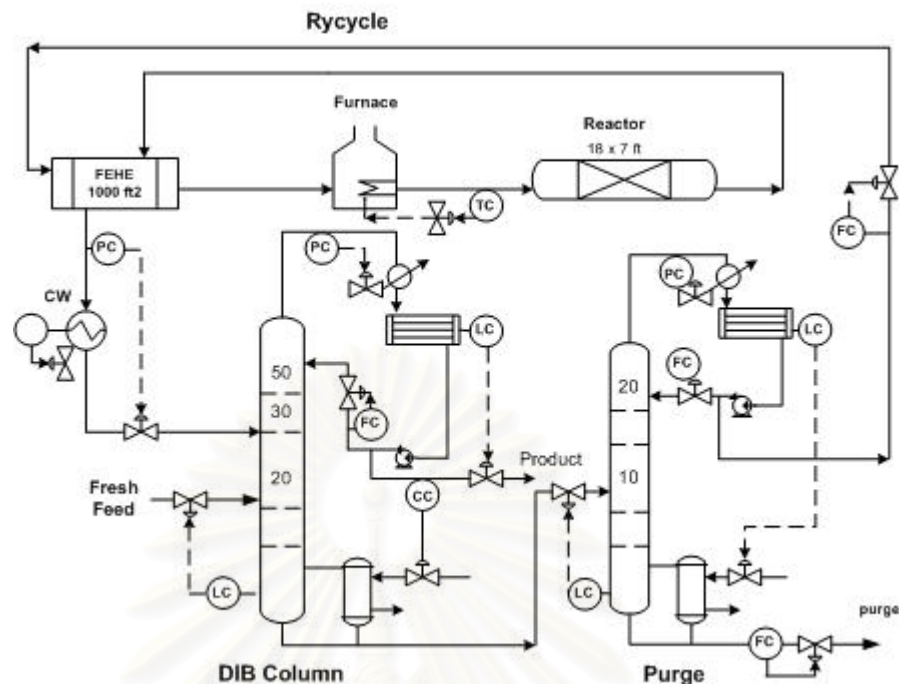 Rycycle
Furnace
Reactor
18 x 7 ft
FEHE
1000 ft2
TC
FC
PC
PC
PC
CW
LC
LC
50
FC
20
30
FC
Product
20
10
CC
Fresh
Feed
LC
LC
purge
FC
DIB Column
Purge